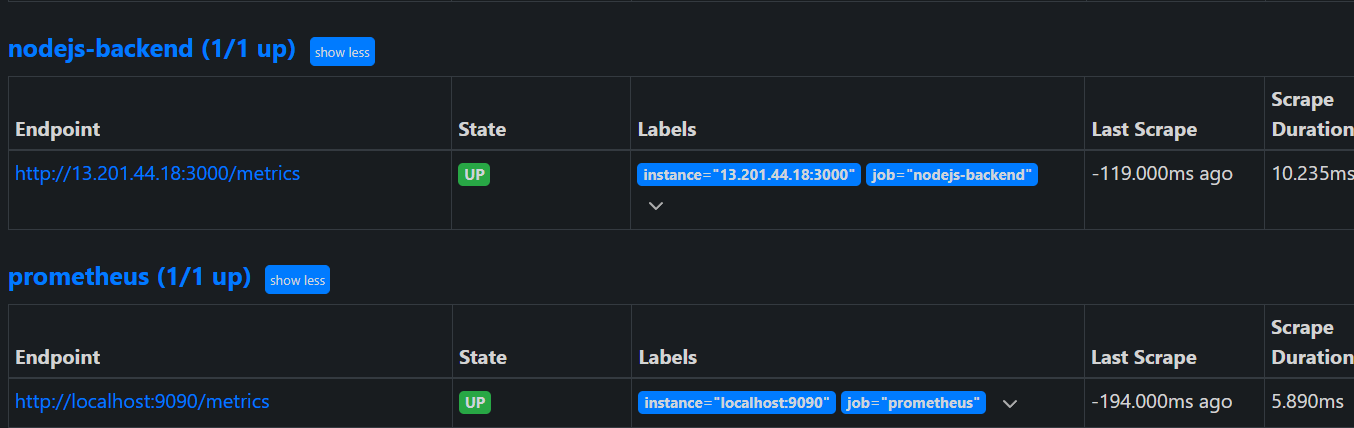 nodejs-backend (1/1 up) show less
Endpoint State Labels Last Scrape Scrape Duration
http://13.201.44.18:3000/metrics UP instance="13.201.44.18:3000" job="nodejs-backend" -119.000ms ago 10.235ms
prometheus (1/1 up) show less
Endpoint State Labels Last Scrape Scrape Duration
http://localhost:9090/metrics UP instance="localhost:9090" job="prometheus" -194.000ms ago 5.890ms